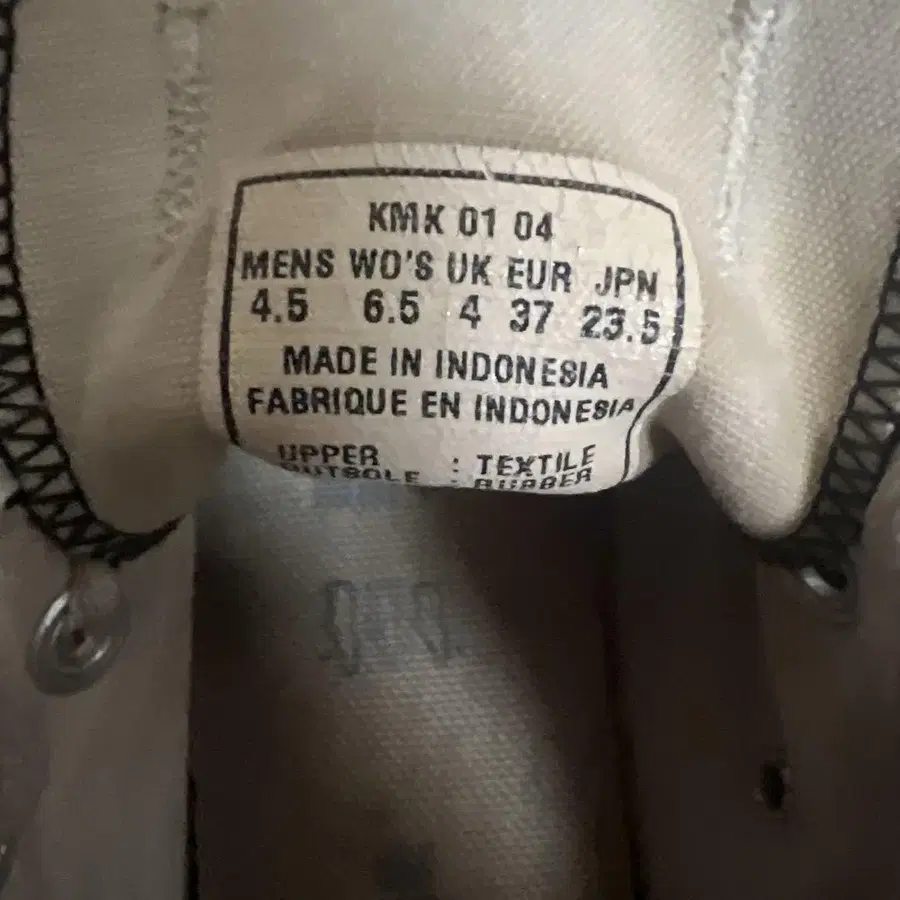 KMK 01 04
MENS WO'S UK EUR JPN
4.5 6.5 4 37 23.5
MADE IN INDONESIA
FABRIQUE EN INDONESIA
UPPER : TEXTILE
OUTSOLE : RUBBER